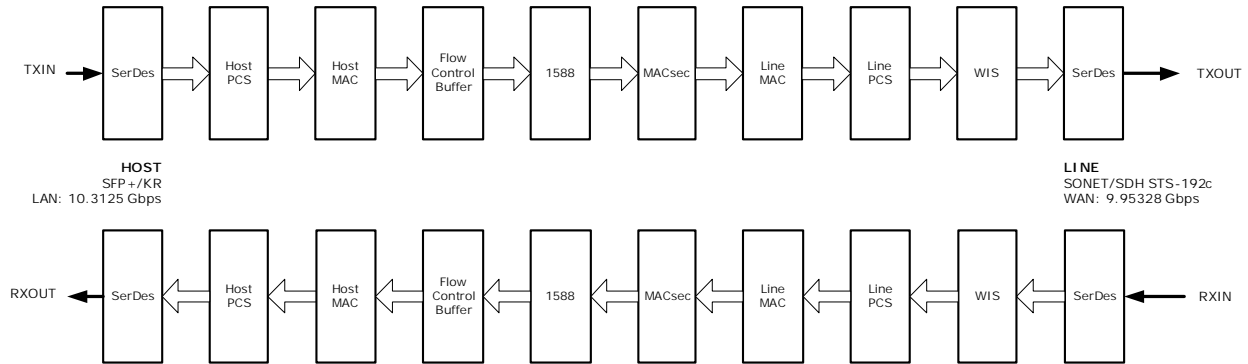 TXIN
SerDes
Host
PCS
Host
MAC
Flow
Control
Buffer
1588
MACsec
Line
MAC
Line
PCS
WIS
SerDes
TXOUT
HOST
SFP+/KR
LAN: 10.3125 Gbps
LINE
SONET/SDH STS-192c
WAN: 9.95328 Gbps
RXOUT
SerDes
Host
PCS
Host
MAC
Flow
Control
Buffer
1588
MACsec
Line
MAC
Line
PCS
WIS
SerDes
RXIN